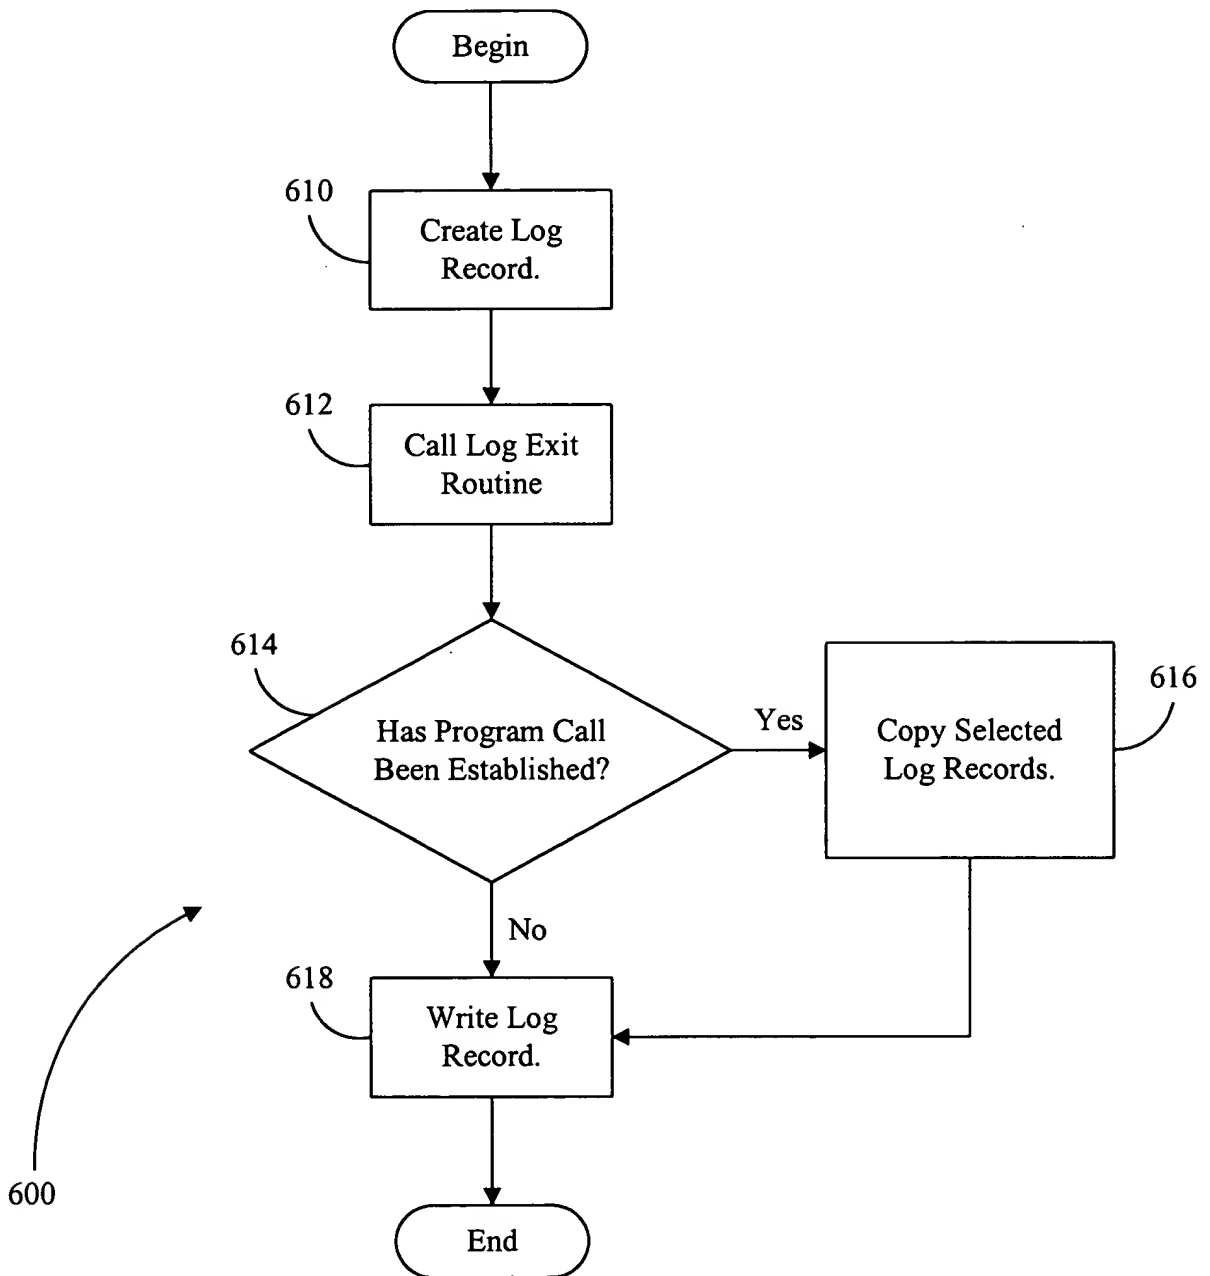 Begin
610
Create Log
Record.
612
Call Log Exit
Routine
614
Has Program Call
Been Established?
Yes
616
Copy Selected
Log Records.
No
618
Write Log
Record.
600
End